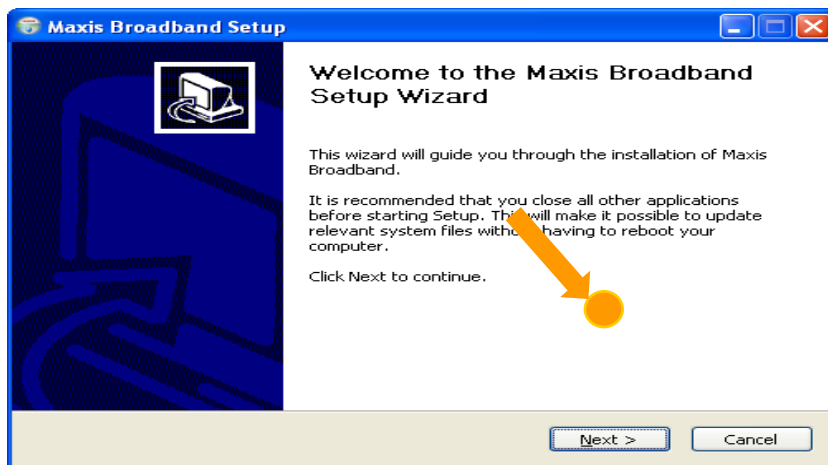 Maxis Broadband Setup
Welcome to the Maxis Broadband
Setup Wizard
This wizard will guide you through the installation of Maxis
Broadband.
It is recommended that you close all other applications
before starting Setup. This will make it possible to update
relevant system files without having to reboot your
computer.
Click Next to continue.
Next >
Cancel